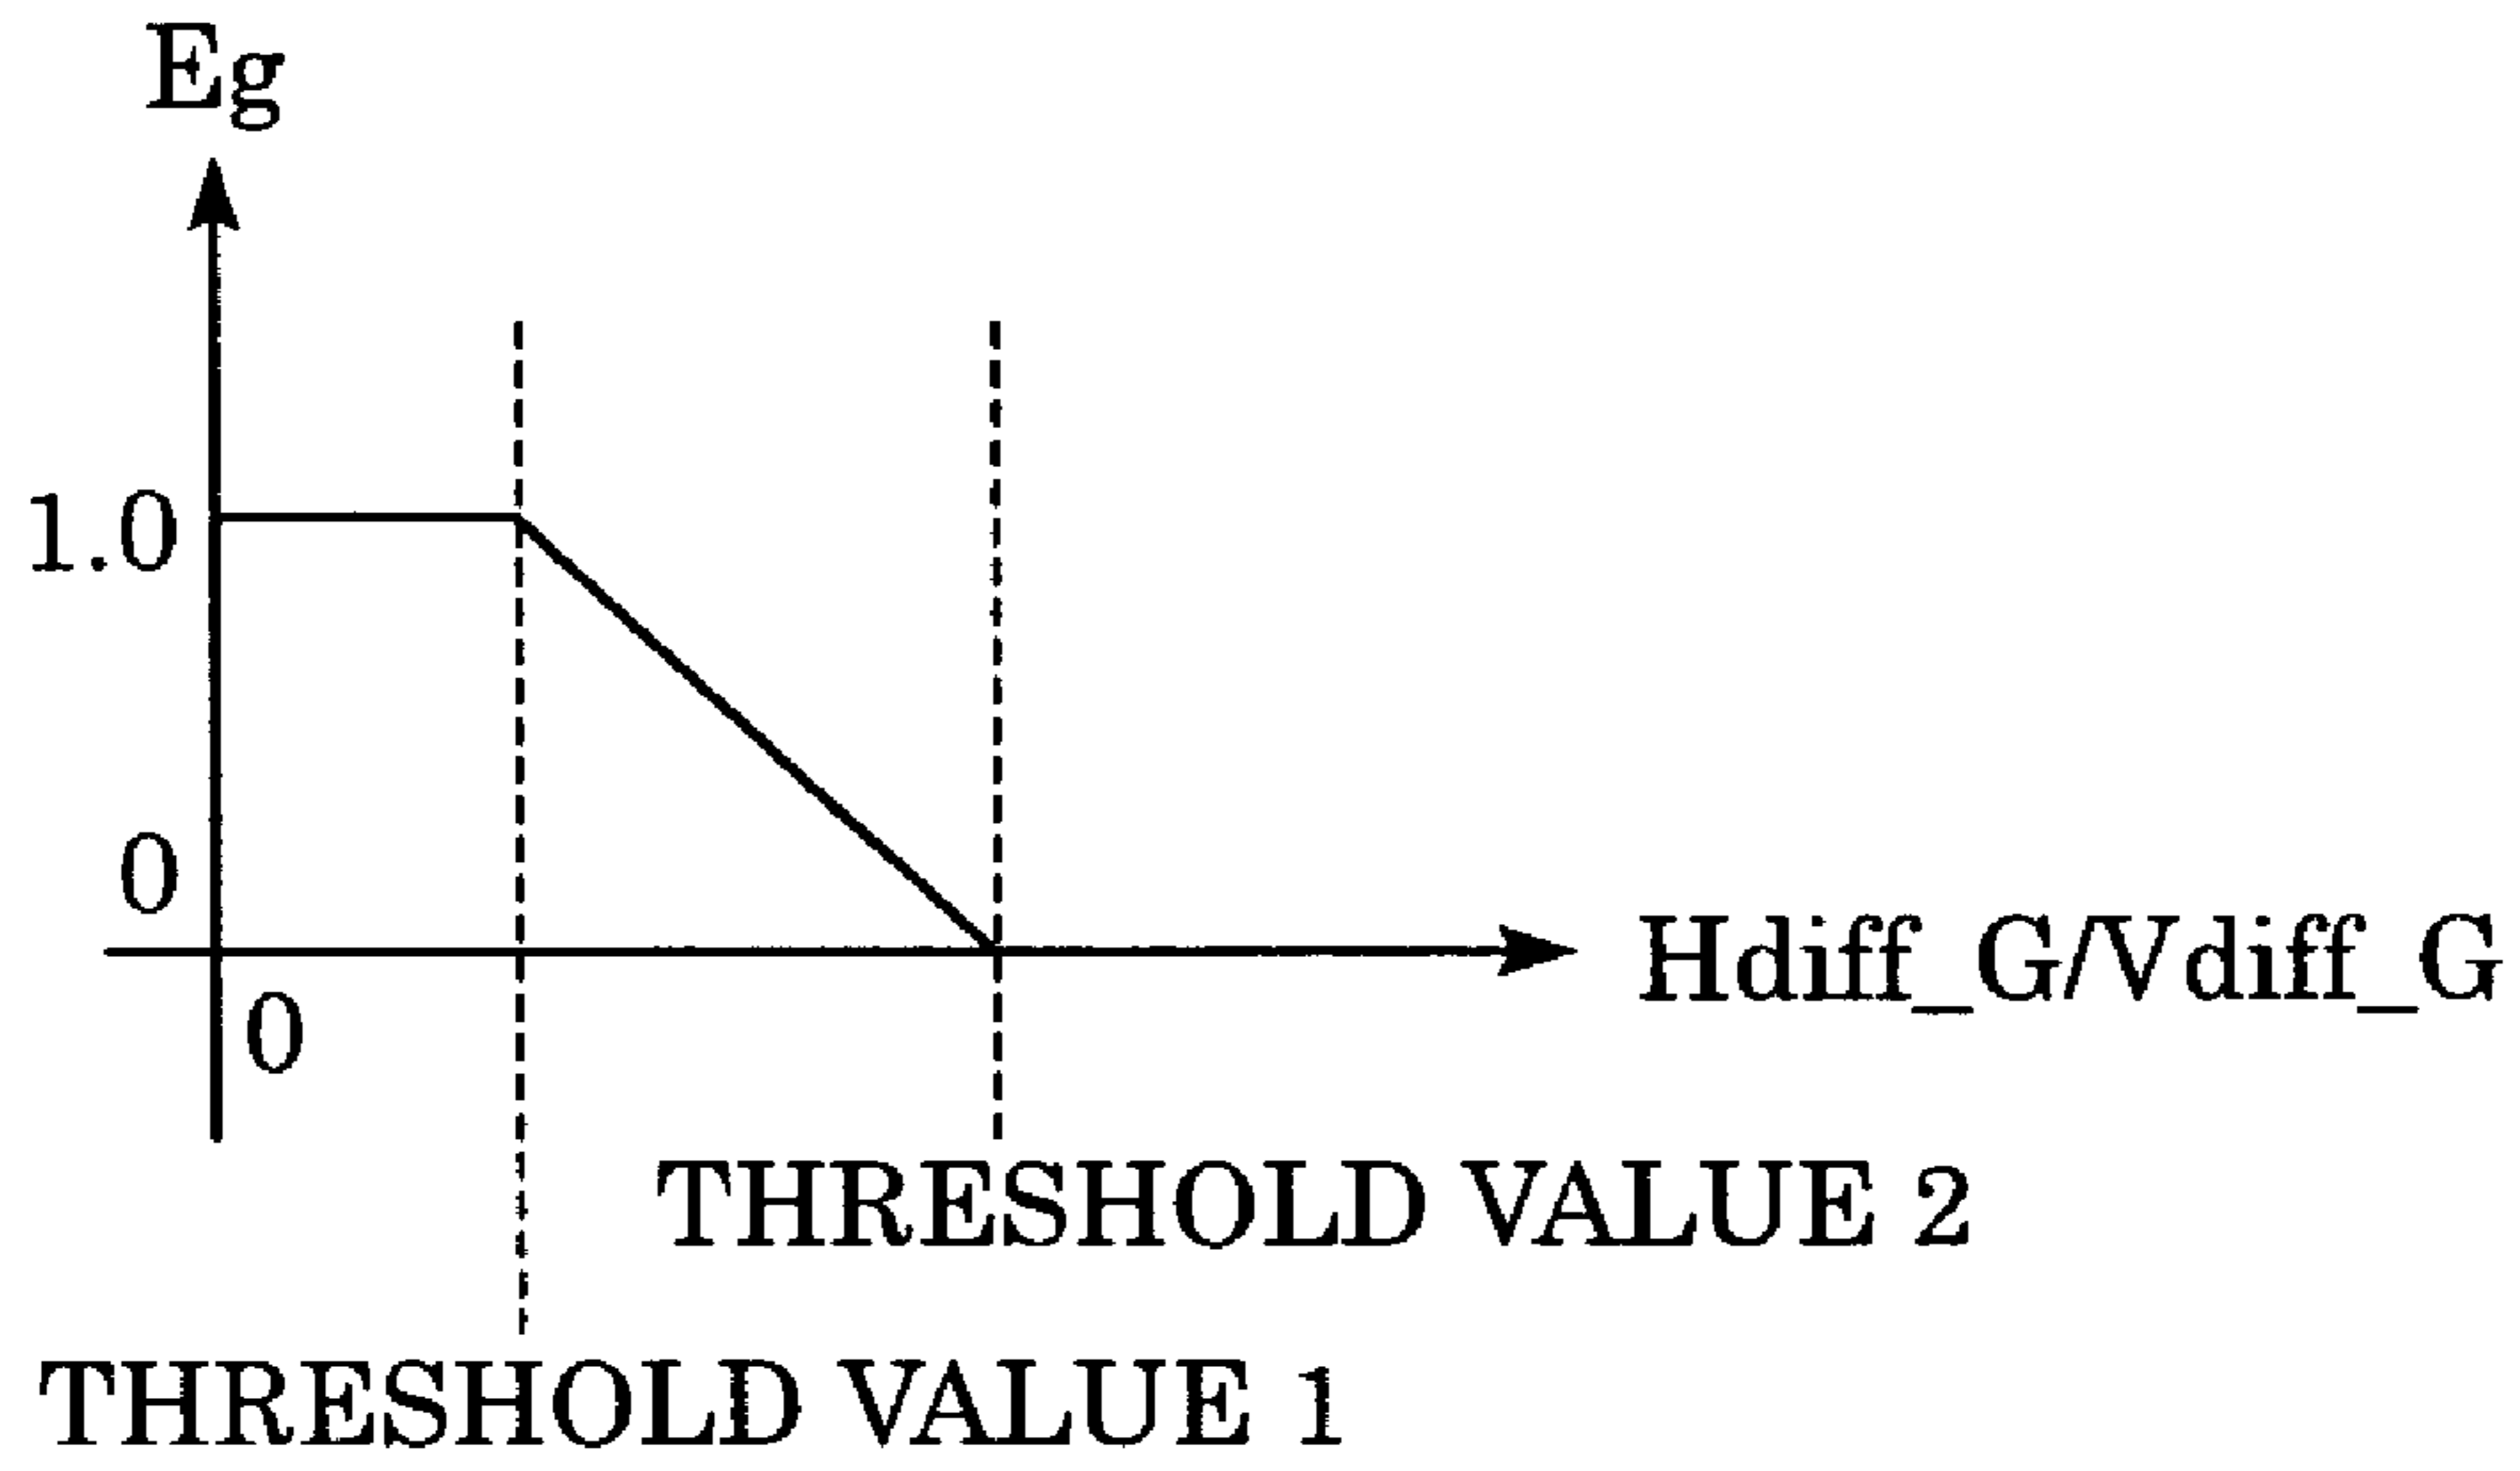 Eg
1.0
0
Hdiff_G/Vdiff_G
0
THRESHOLD VALUE 2
THRESHOLD VALUE 1